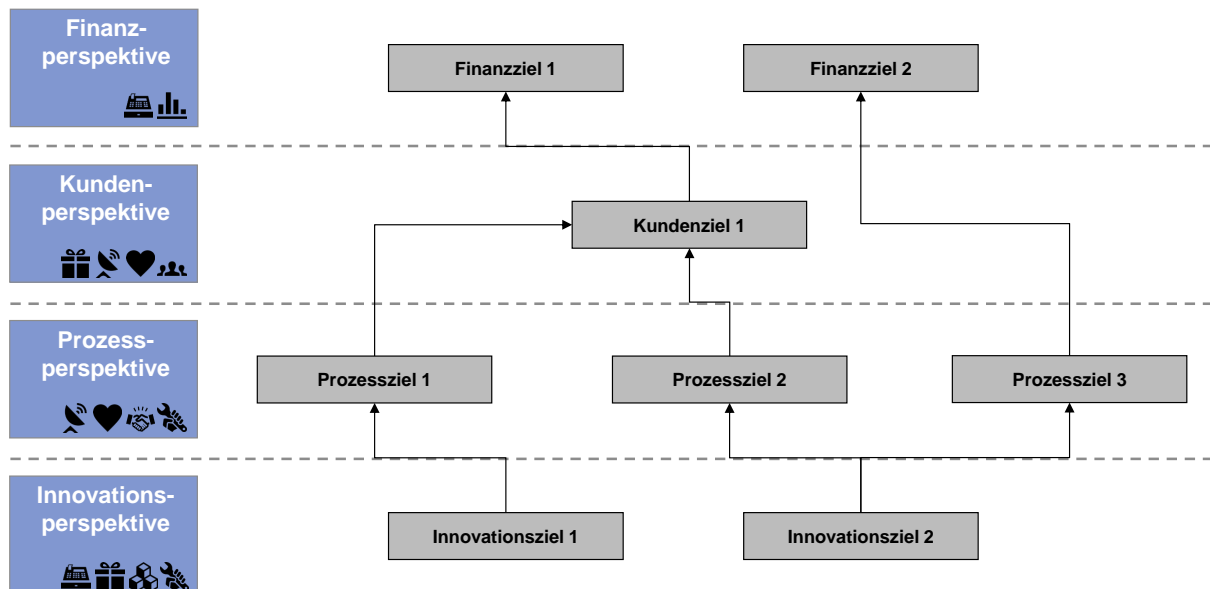 Finanz-
perspektive
Finanzziel 1
Finanzziel 2
Kunden-
perspektive
Kundenziel 1
Prozess-
perspektive
Prozessziel 1
Prozessziel 2
Prozessziel 3
Innovations-
perspektive
Innovationsziel 1
Innovationsziel 2